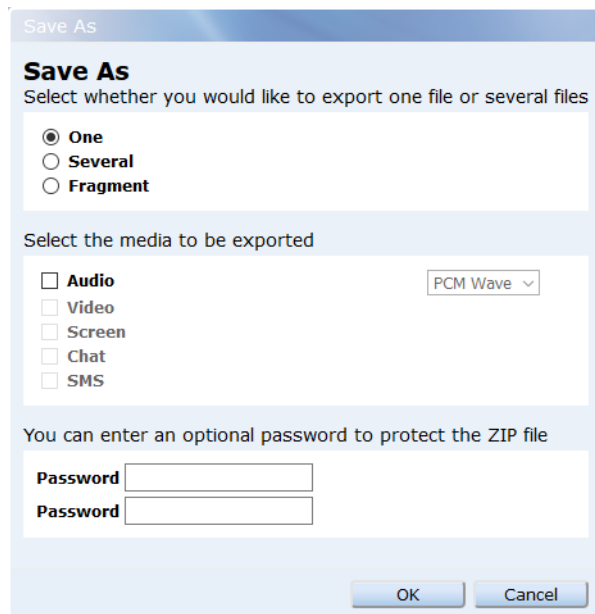 Save As
Save As
Select whether you would like to export one file or several files
One
Several
Fragment
Select the media to be exported
Audio PCM Wave
Video
Screen
Chat
SMS
You can enter an optional password to protect the ZIP file
Password
Password
OK Cancel